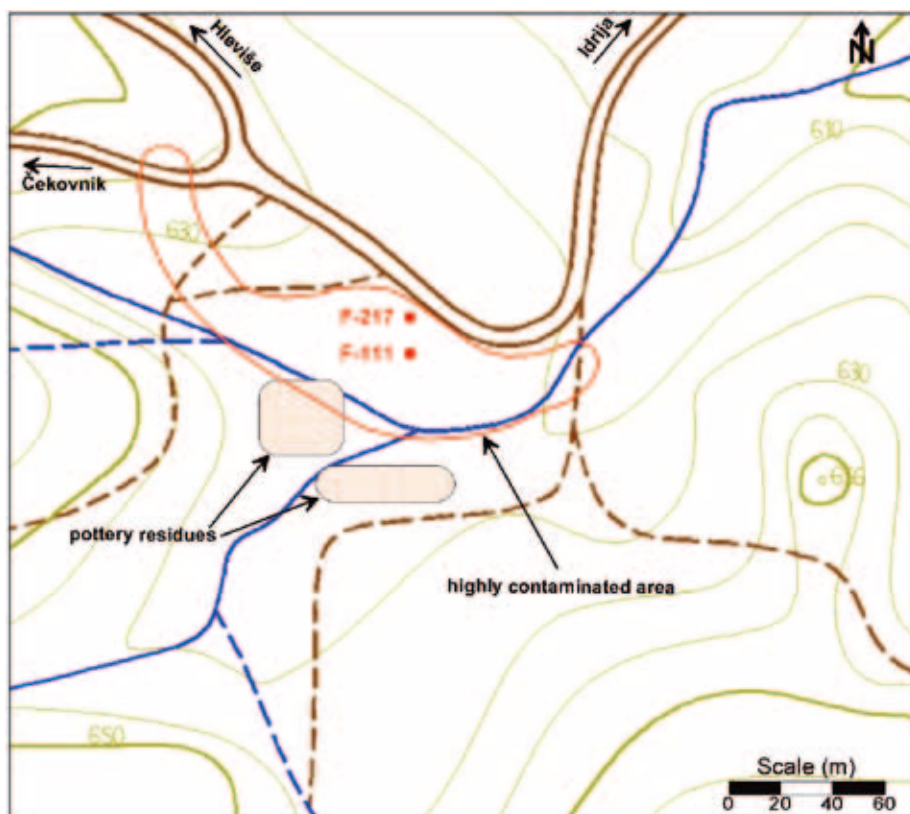 Hleviše
Idrija
N
610
Čekovnik
630
F-217
F-111
630
656
pottery residues
highly contaminated area
650
Scale (m)
0 20 40 60